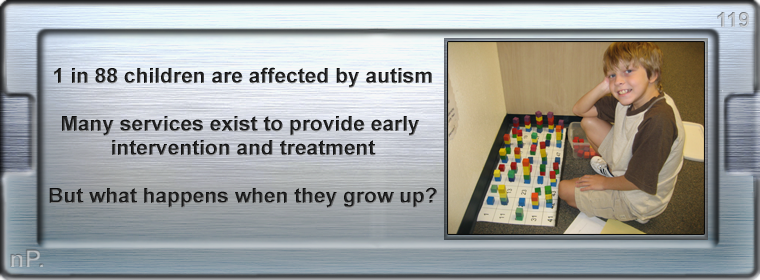 119
1 in 88 children are affected by autism
Many services exist to provide early
intervention and treatment
But what happens when they grow up?
nP.